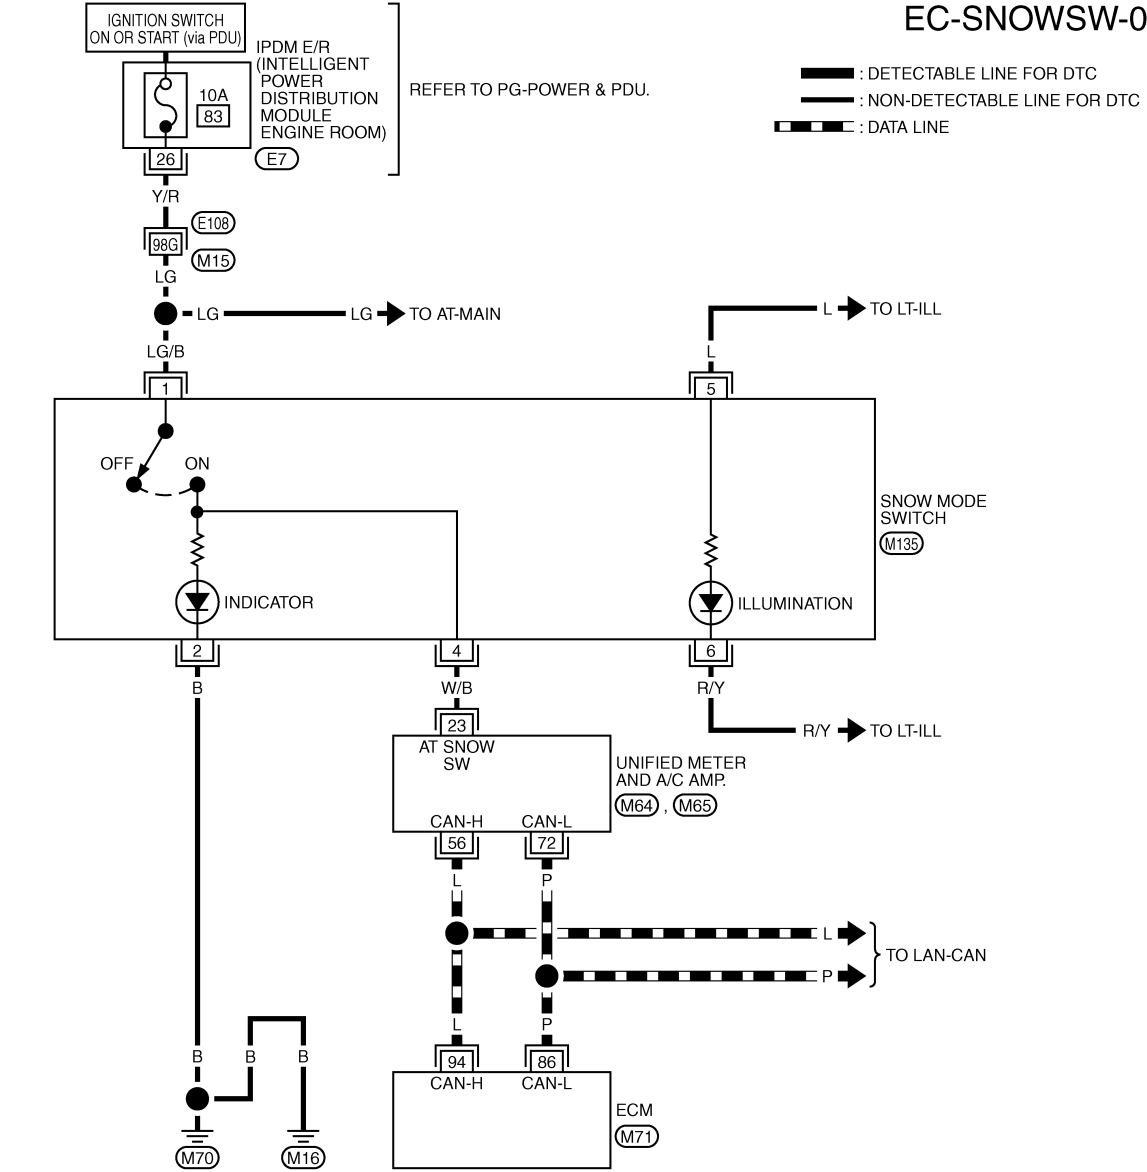 EC-SNOWSW-0
IGNITION SWITCH
ON OR START (via PDU)
IPDM E/R
(INTELLIGENT
POWER
DISTRIBUTION
MODULE
ENGINE ROOM)
E7
10A
83
REFER TO PG-POWER & PDU.
: DETECTABLE LINE FOR DTC
: NON-DETECTABLE LINE FOR DTC
: DATA LINE
26
Y/R
E108
98G
M15
LG
LG LG TO AT-MAIN
LG/B
1
L TO LT-ILL
L
5
OFF ON
SNOW MODE
SWITCH
M135
INDICATOR
ILLUMINATION
2 4 6
B W/B R/Y
R/Y TO LT-ILL
23
AT SNOW
SW
UNIFIED METER
AND A/C AMP.
M64 , M65
CAN-H CAN-L
56 72
L P
L
P
TO LAN-CAN
L P
94 86
CAN-H CAN-L
ECM
M71
B B B
M70 M16